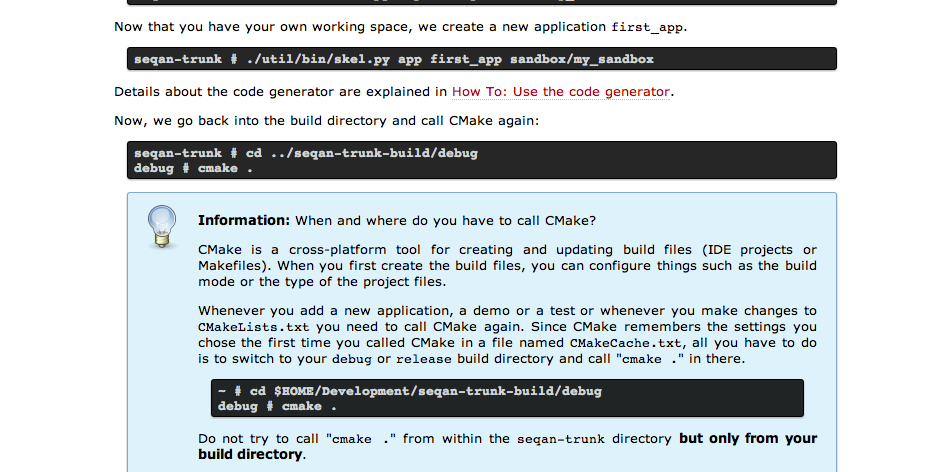 Now that you have your own working space, we create a new application first_app.
seqan-trunk # ./util/bin/skel.py app first_app sandbox/my_sandbox
Details about the code generator are explained in How To: Use the code generator.
Now, we go back into the build directory and call CMake again:
seqan-trunk # cd ../seqan-trunk-build/debug
debug # cmake .
Information: When and where do you have to call CMake?
CMake is a cross-platform tool for creating and updating build files (IDE projects or
Makefiles). When you first create the build files, you can configure things such as the build
mode or the type of the project files.
Whenever you add a new application, a demo or a test or whenever you make changes to
CMakeLists.txt you need to call CMake again. Since CMake remembers the settings you
chose the first time you called CMake in a file named CMakeCache.txt, all you have to do
is to switch to your debug or release build directory and call "cmake ." in there.
~ # cd $HOME/Development/seqan-trunk-build/debug
debug # cmake .
Do not try to call "cmake ." from within the seqan-trunk directory but only from your
build directory.